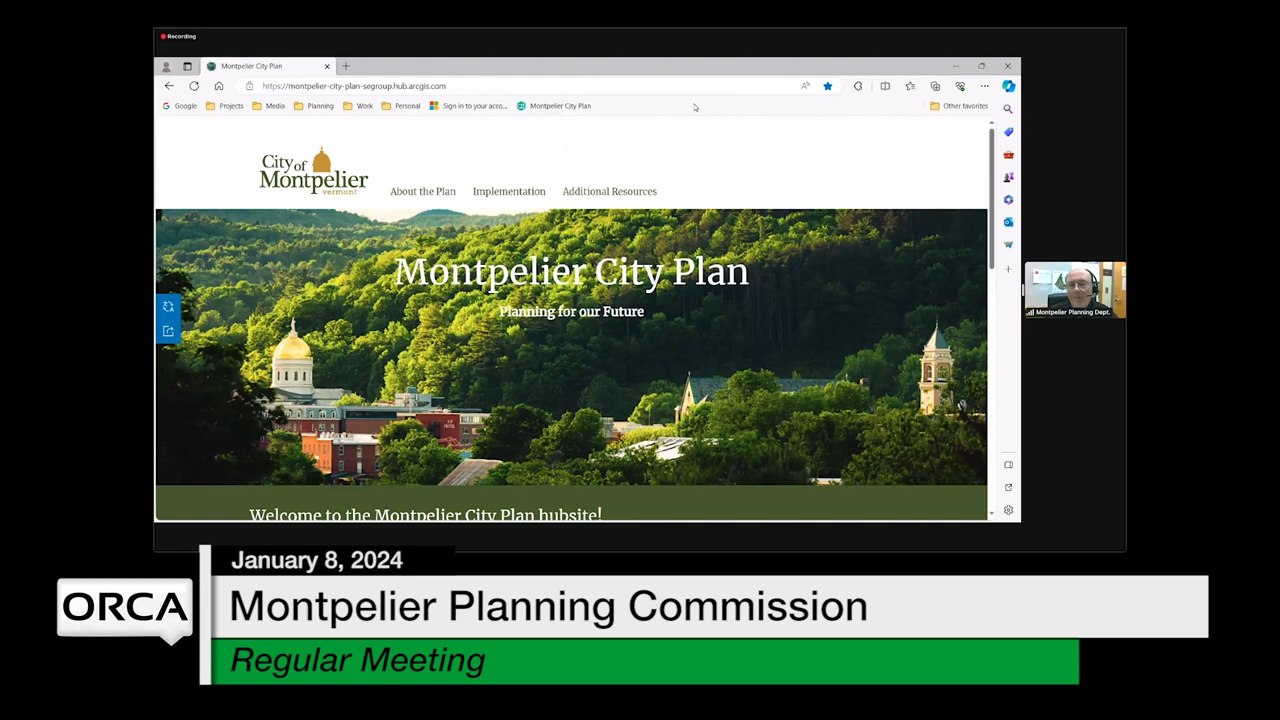 Recording
Montpelier City Plan
https://montpelier-city-plan-segroup.hub.arcgis.com
Google Projects Media Planning Work Personal Sign in to your acco... Montpelier City Plan Other favorites
City of
Montpelier
vermont
About the Plan Implementation Additional Resources
Montpelier City Plan
Planning for our Future
Welcome to the Montpelier City Plan hubsite!
Montpelier Planning Dept.
January 8, 2024
ORCA
Montpelier Planning Commission
Regular Meeting